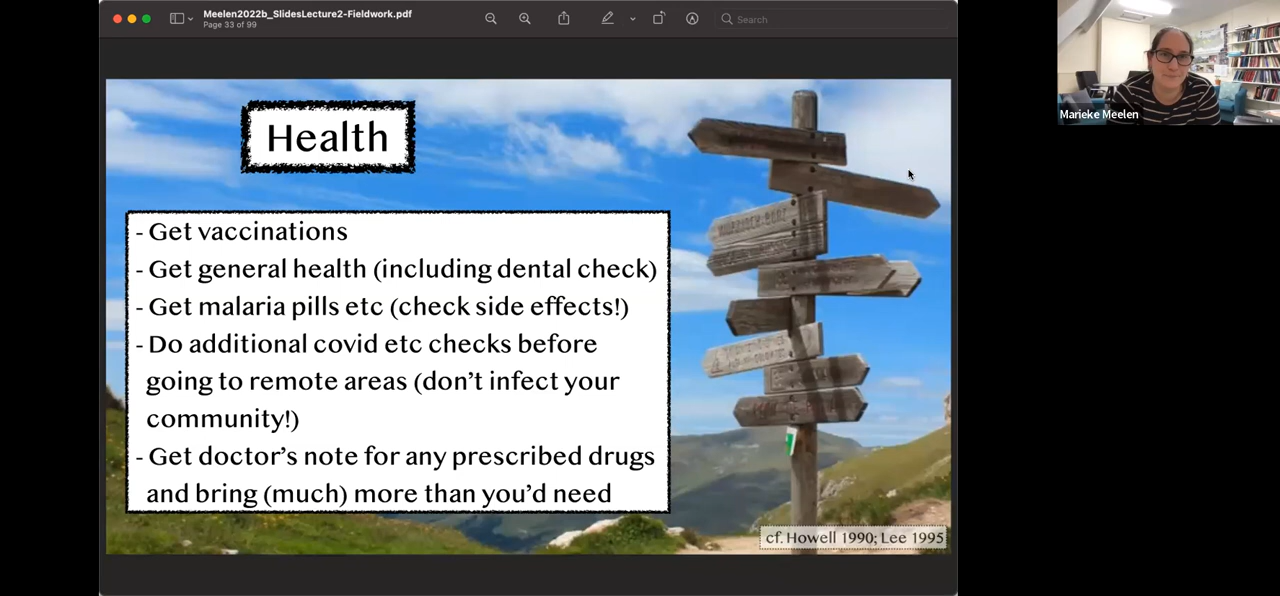 Meelen2022b_SlidesLecture2-Fieldwork.pdf
Page 33 of 99
Search
Marieke Meelen
Health
- Get vaccinations
- Get general health (including dental check)
- Get malaria pills etc (check side effects!)
- Do additional covid etc checks before
going to remote areas (don't infect your
community!)
- Get doctor's note for any prescribed drugs
and bring (much) more than you'd need
cf. Howell 1990; Lee 1995